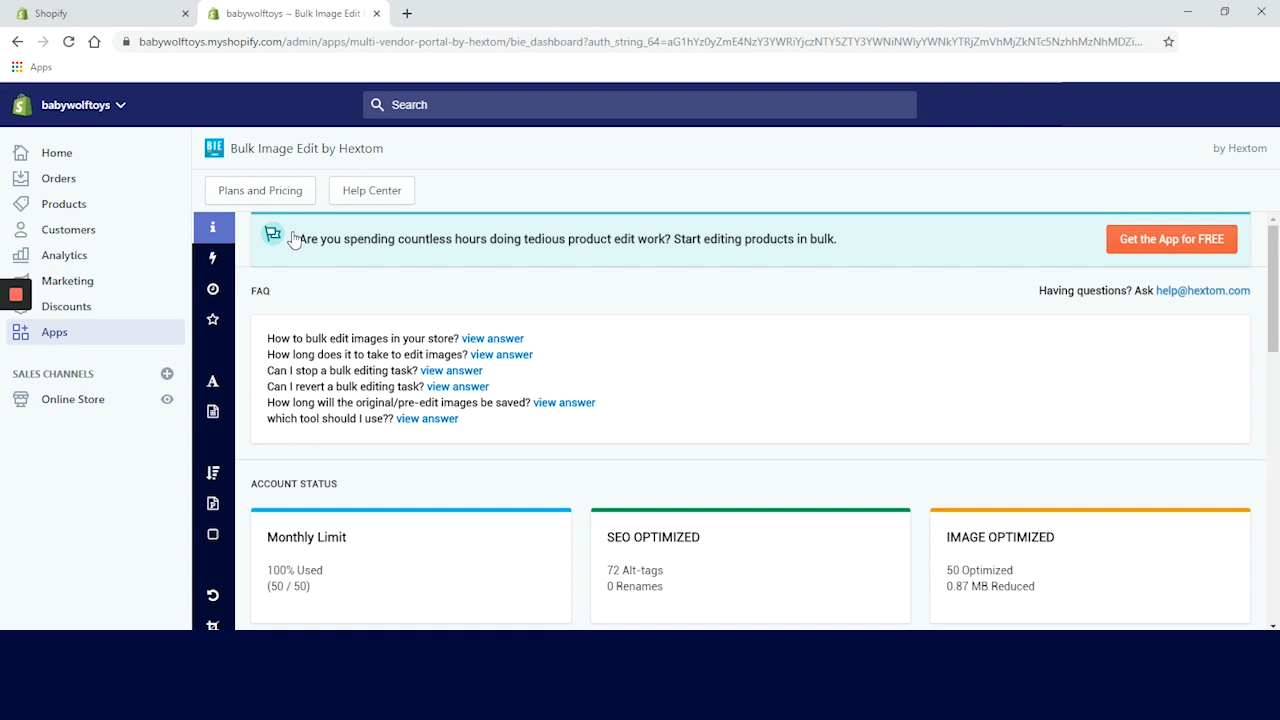 Shopify
babywolftoys ~ Bulk Image Edit
babywolftoys.myshopify.com/admin/apps/multi-vendor-portal-by-hextom/bie_dashboard?auth_string_64=aG1hYz0yZmE4NzY3YWRiYjczNTY5ZTY3YWNiNWIyYWNkYTRjZmVhMjZkNTc5NzhhMzNhMDZi...
Apps
babywolftoys
Search
Home
Orders
Products
Customers
Analytics
Marketing
Discounts
Apps
SALES CHANNELS
Online Store
BIE Bulk Image Edit by Hextom
by Hextom
Plans and Pricing
Help Center
Are you spending countless hours doing tedious product edit work? Start editing products in bulk.
Get the App for FREE
FAQ
Having questions? Ask help@hextom.com
How to bulk edit images in your store? view answer
How long does it to take to edit images? view answer
Can I stop a bulk editing task? view answer
Can I revert a bulk editing task? view answer
How long will the original/pre-edit images be saved? view answer
which tool should I use?? view answer
ACCOUNT STATUS
Monthly Limit
100% Used
(50 / 50)
SEO OPTIMIZED
72 Alt-tags
0 Renames
IMAGE OPTIMIZED
50 Optimized
0.87 MB Reduced